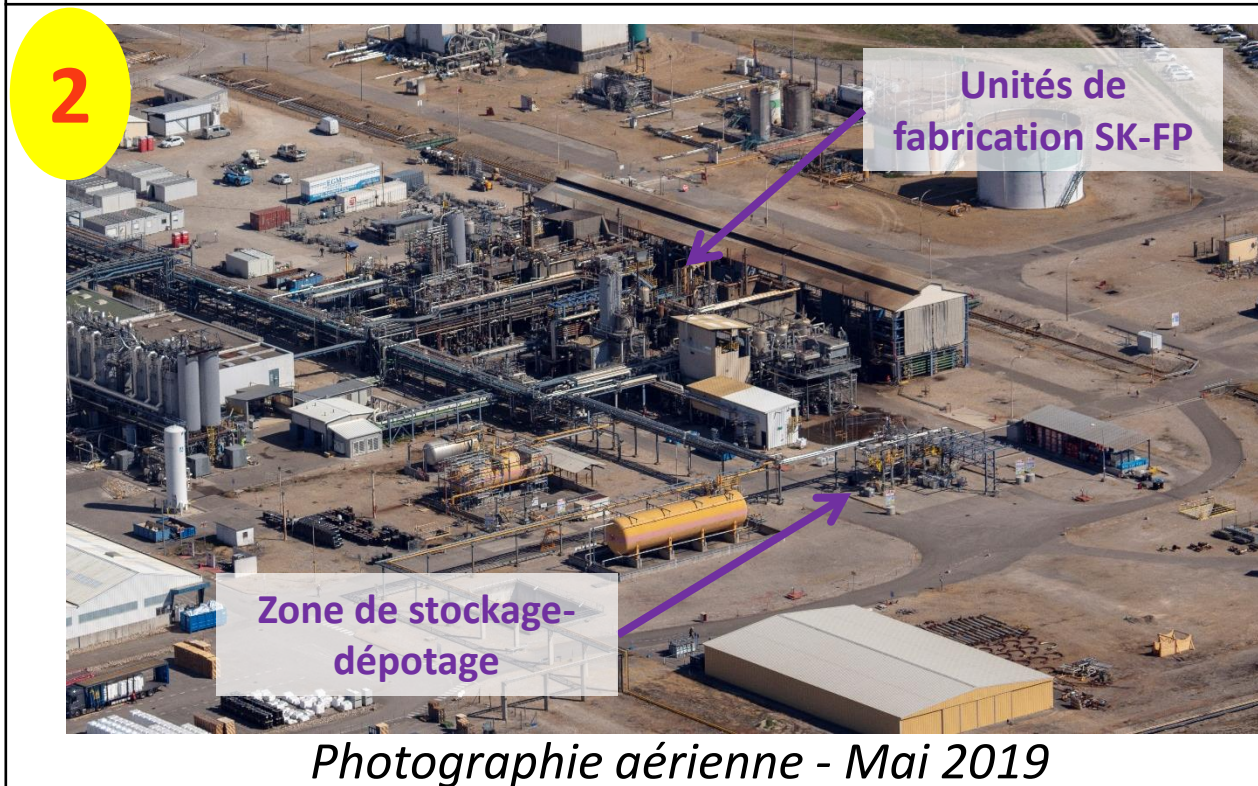 2
Unités de
fabrication SK-FP
Zone de stockage-
dépotage
Photographie aérienne - Mai 2019